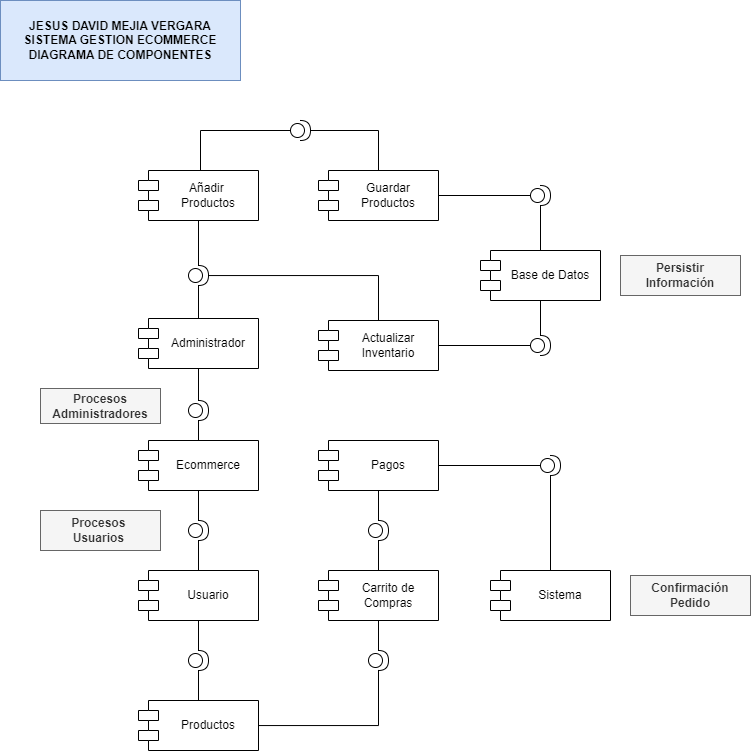 JESUS DAVID MEJIA VERGARA
SISTEMA GESTION ECOMMERCE
DIAGRAMA DE COMPONENTES
Añadir
Productos
Guardar
Productos
Base de Datos
Persistir
Información
Administrador
Actualizar
Inventario
Procesos
Administradores
Ecommerce
Pagos
Procesos
Usuarios
Usuario
Carrito de
Compras
Sistema
Confirmación
Pedido
Productos